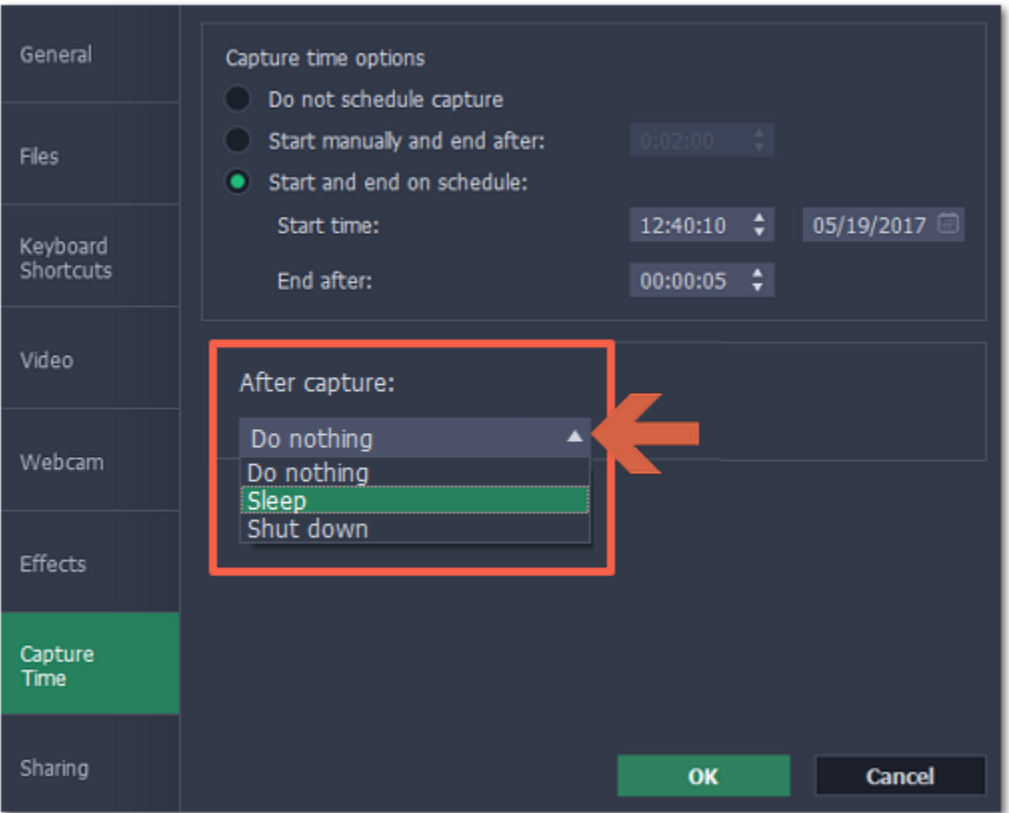 General
Files
Keyboard
Shortcuts
Video
Webcam
Effects
Capture
Time
Sharing
Capture time options
Do not schedule capture
Start manually and end after: 0:02:00
Start and end on schedule:
Start time: 12:40:10 05/19/2017
End after: 00:00:05
After capture:
Do nothing
Do nothing
Sleep
Shut down
OK Cancel